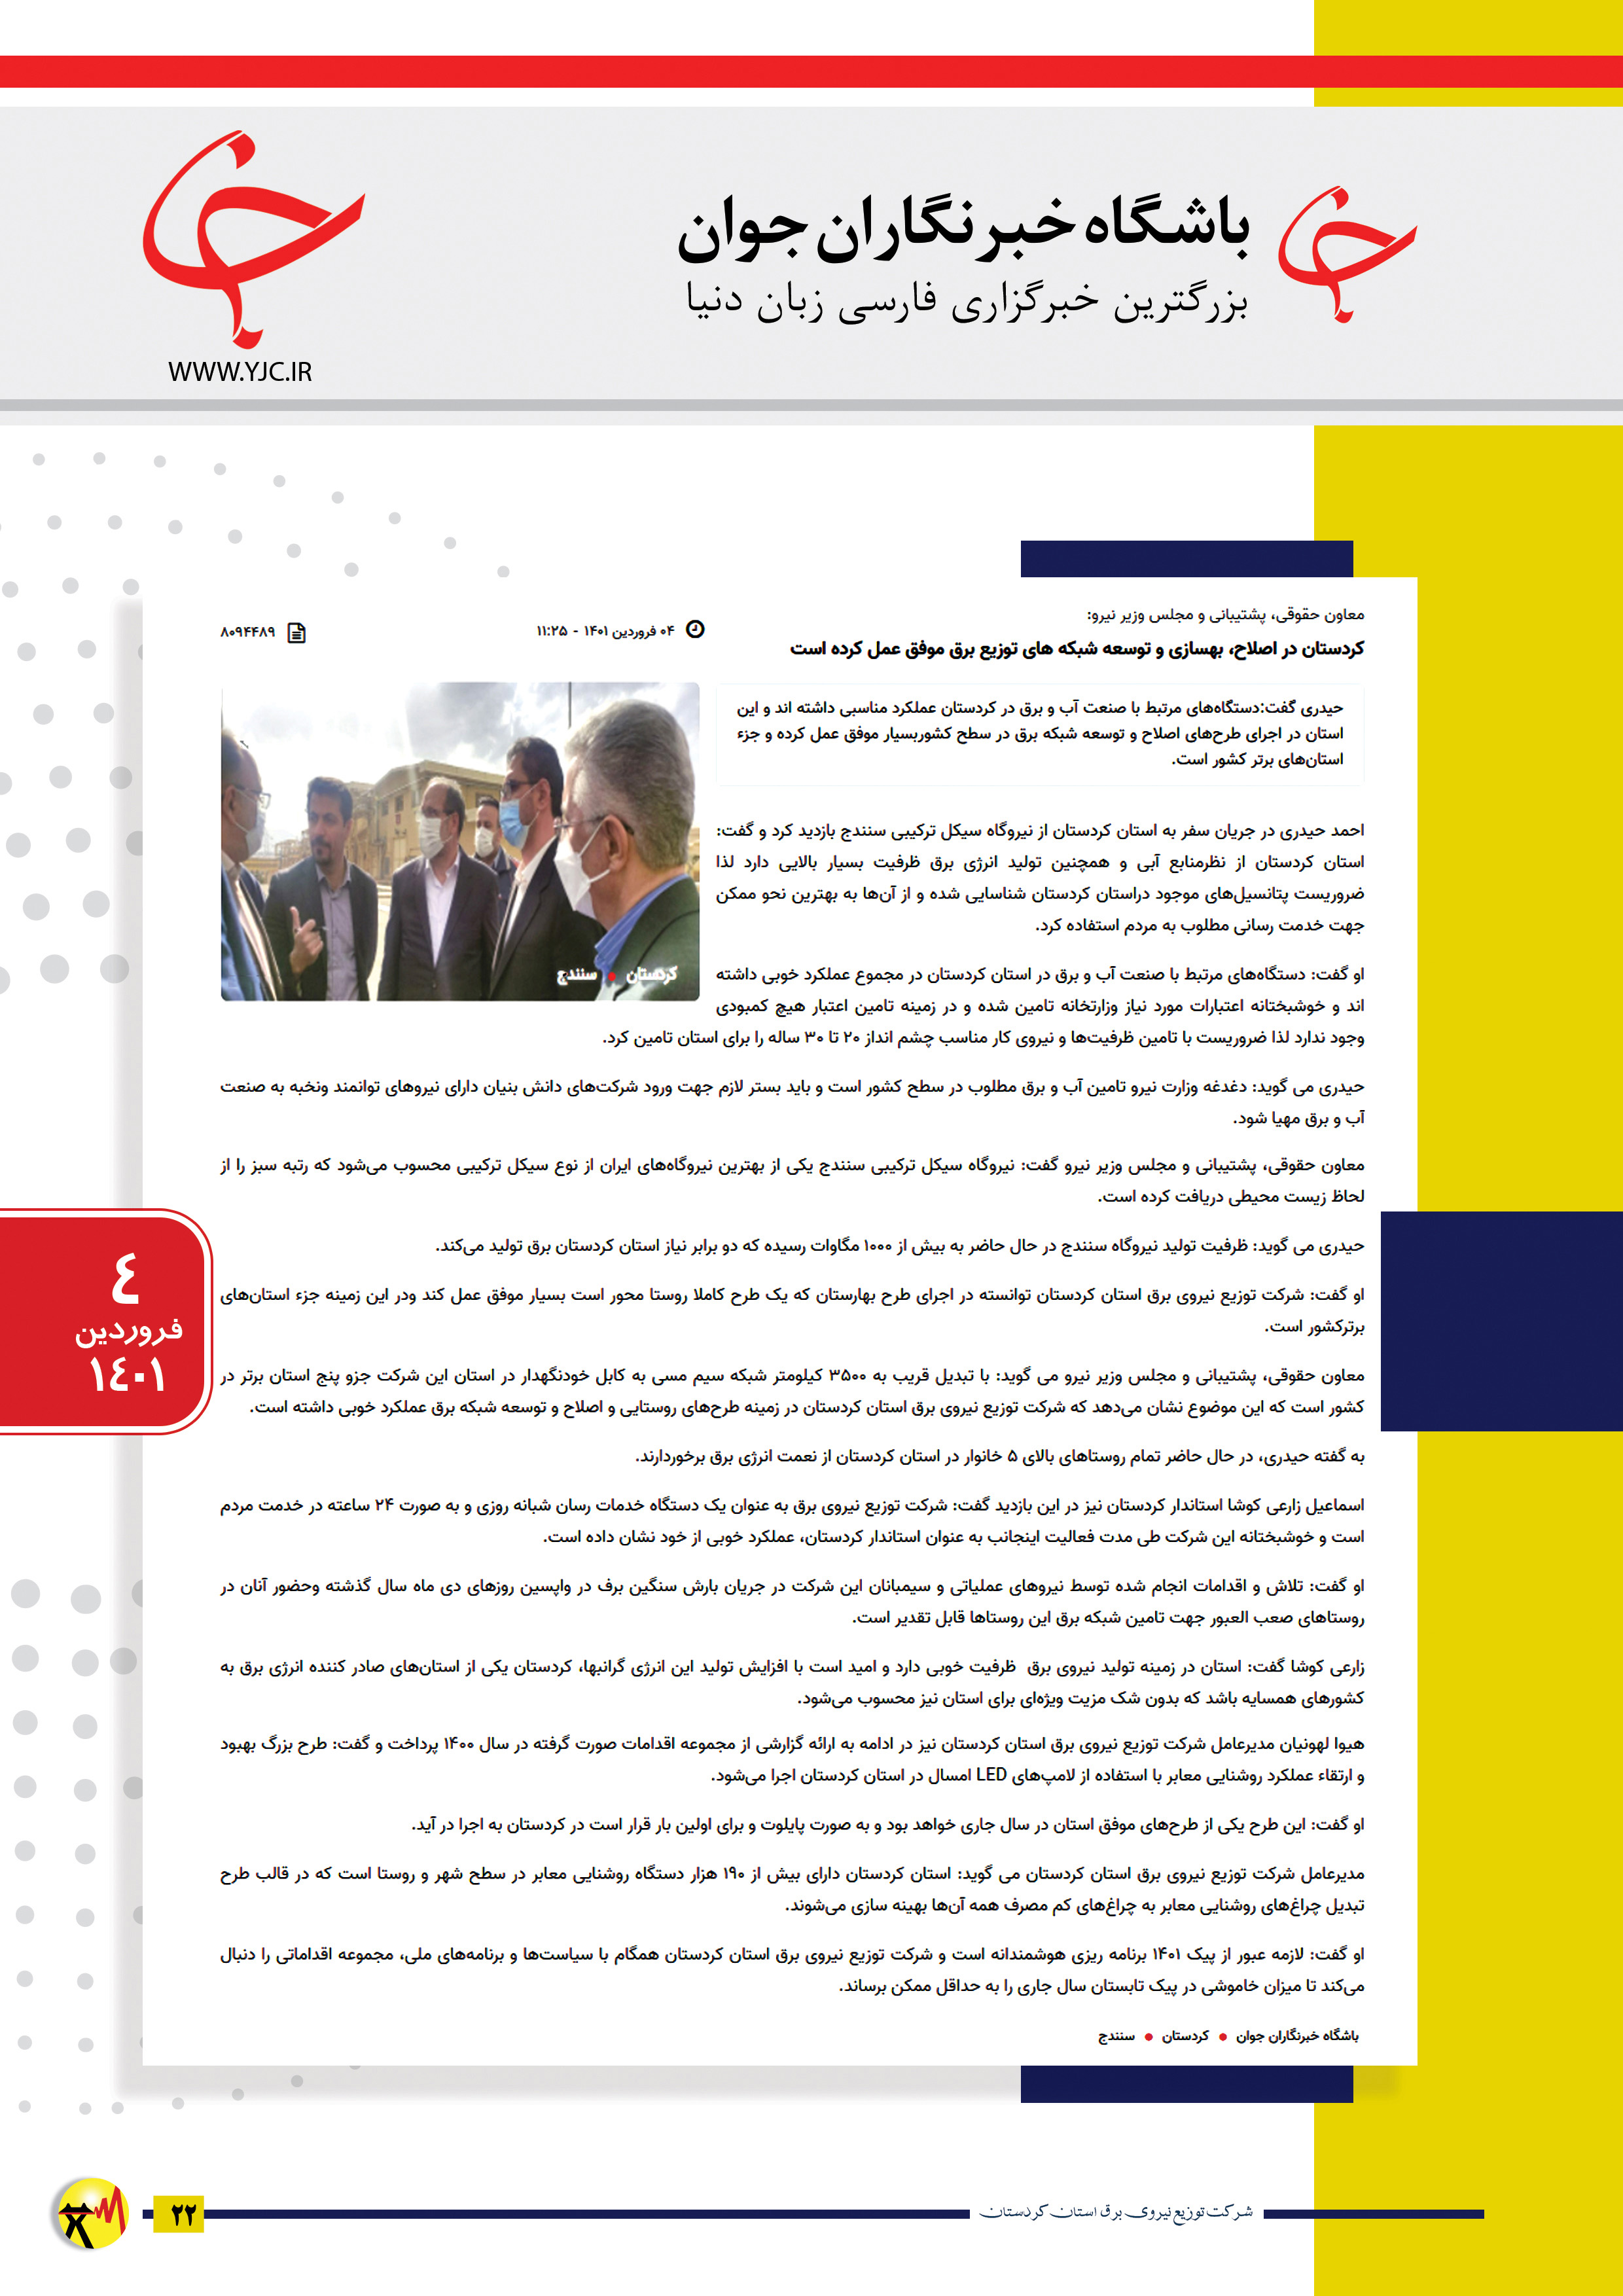 باشگاه خبرنگاران جوان
بزرگترین خبرگزاری فارسی زبان دنیا
WWW.YJC.IR
معاون حقوقی، پشتیبانی و مجلس وزیر نیرو:
کردستان در اصلاح، بهسازی و توسعه شبکه های توزیع برق موفق عمل کرده است
۰۴ فروردین ۱۴۰۱ - ۱۱:۲۵
۸۰۹۴۴۸۹
حیدری گفت:دستگاه‌های مرتبط با صنعت آب و برق در کردستان عملکرد مناسبی داشته اند و این
استان در اجرای طرح‌های اصلاح و توسعه شبکه برق در سطح کشوربسیار موفق عمل کرده و جزء
استان‌های برتر کشور است.
احمد حیدری در جریان سفر به استان کردستان از نیروگاه سیکل ترکیبی سنندج بازدید کرد و گفت:
استان کردستان از نظرمنابع آبی و همچنین تولید انرژی برق ظرفیت بسیار بالایی دارد لذا
ضروریست پتانسیل‌های موجود دراستان کردستان شناسایی شده و از آن‌ها به بهترین نحو ممکن
جهت خدمت رسانی مطلوب به مردم استفاده کرد.
کردستان • سنندج
او گفت: دستگاه‌های مرتبط با صنعت آب و برق در استان کردستان در مجموع عملکرد خوبی داشته
اند و خوشبختانه اعتبارات مورد نیاز وزارتخانه تامین شده و در زمینه تامین اعتبار هیچ کمبودی
وجود ندارد لذا ضروریست با تامین ظرفیت‌ها و نیروی کار مناسب چشم انداز ۲۰ تا ۳۰ ساله را برای استان تامین کرد.
حیدری می گوید: دغدغه وزارت نیرو تامین آب و برق مطلوب در سطح کشور است و باید بستر لازم جهت ورود شرکت‌های دانش بنیان دارای نیروهای توانمند ونخبه به صنعت
آب و برق مهیا شود.
معاون حقوقی، پشتیبانی و مجلس وزیر نیرو گفت: نیروگاه سیکل ترکیبی سنندج یکی از بهترین نیروگاه‌های ایران از نوع سیکل ترکیبی محسوب می‌شود که رتبه سبز را از
لحاظ زیست محیطی دریافت کرده است.
حیدری می گوید: ظرفیت تولید نیروگاه سنندج در حال حاضر به بیش از ۱۰۰۰ مگاوات رسیده که دو برابر نیاز استان کردستان برق تولید می‌کند.
او گفت: شرکت توزیع نیروی برق استان کردستان توانسته در اجرای طرح بهارستان که یک طرح کاملا روستا محور است بسیار موفق عمل کند ودر این زمینه جزء استان‌های
برترکشور است.
معاون حقوقی، پشتیبانی و مجلس وزیر نیرو می گوید: با تبدیل قریب به ۳۵۰۰ کیلومتر شبکه سیم مسی به کابل خودنگهدار در استان این شرکت جزو پنج استان برتر در
کشور است که این موضوع نشان می‌دهد که شرکت توزیع نیروی برق استان کردستان در زمینه طرح‌های روستایی و اصلاح و توسعه شبکه برق عملکرد خوبی داشته است.
به گفته حیدری، در حال حاضر تمام روستاهای بالای ۵ خانوار در استان کردستان از نعمت انرژی برق برخوردارند.
اسماعیل زارعی کوشا استاندار کردستان نیز در این بازدید گفت: شرکت توزیع نیروی برق به عنوان یک دستگاه خدمات رسان شبانه روزی و به صورت ۲۴ ساعته در خدمت مردم
است و خوشبختانه این شرکت طی مدت فعالیت اینجانب به عنوان استاندار کردستان، عملکرد خوبی از خود نشان داده است.
او گفت: تلاش و اقدامات انجام شده توسط نیروهای عملیاتی و سیمبانان این شرکت در جریان بارش سنگین برف در واپسین روزهای دی ماه سال گذشته وحضور آنان در
روستاهای صعب العبور جهت تامین شبکه برق این روستاها قابل تقدیر است.
زارعی کوشا گفت: استان در زمینه تولید نیروی برق ظرفیت خوبی دارد و امید است با افزایش تولید این انرژی گرانبها، کردستان یکی از استان‌های صادر کننده انرژی برق به
کشورهای همسایه باشد که بدون شک مزیت ویژه‌ای برای استان نیز محسوب می‌شود.
هیوا لهونیان مدیرعامل شرکت توزیع نیروی برق استان کردستان نیز در ادامه به ارائه گزارشی از مجموعه اقدامات صورت گرفته در سال ۱۴۰۰ پرداخت و گفت: طرح بزرگ بهبود
و ارتقاء عملکرد روشنایی معابر با استفاده از لامپ‌های LED امسال در استان کردستان اجرا می‌شود.
او گفت: این طرح یکی از طرح‌های موفق استان در سال جاری خواهد بود و به صورت پایلوت و برای اولین بار قرار است در کردستان به اجرا در آید.
مدیرعامل شرکت توزیع نیروی برق استان کردستان می گوید: استان کردستان دارای بیش از ۱۹۰ هزار دستگاه روشنایی معابر در سطح شهر و روستا است که در قالب طرح
تبدیل چراغ‌های روشنایی معابر به چراغ‌های کم مصرف همه آن‌ها بهینه سازی می‌شوند.
او گفت: لازمه عبور از پیک ۱۴۰۱ برنامه ریزی هوشمندانه است و شرکت توزیع نیروی برق استان کردستان همگام با سیاست‌ها و برنامه‌های ملی، مجموعه اقداماتی را دنبال
می‌کند تا میزان خاموشی در پیک تابستان سال جاری را به حداقل ممکن برساند.
باشگاه خبرنگاران جوان • کردستان • سنندج
٤
فروردین
١٤٠١
شرکت توزیع نیروی برق استان کردستان
۲۲